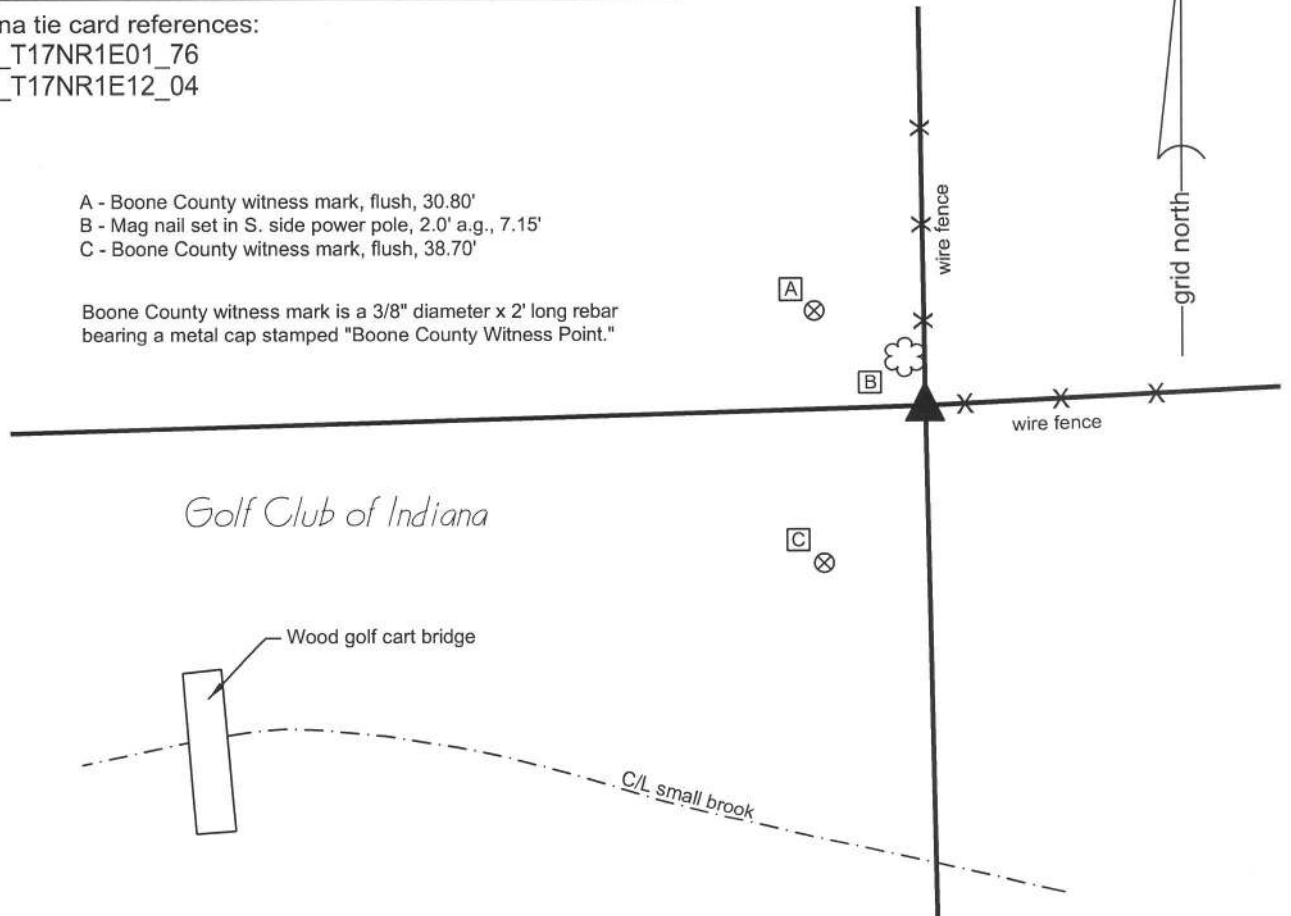 na tie card references:
_T17NR1E01_76
_T17NR1E12_04
A - Boone County witness mark, flush, 30.80'
B - Mag nail set in S. side power pole, 2.0' a.g., 7.15'
C - Boone County witness mark, flush, 38.70'
Boone County witness mark is a 3/8" diameter x 2' long rebar
bearing a metal cap stamped "Boone County Witness Point."
wire fence
grid north
A
B
wire fence
Golf Club of Indiana
C
Wood golf cart bridge
C/L small brook